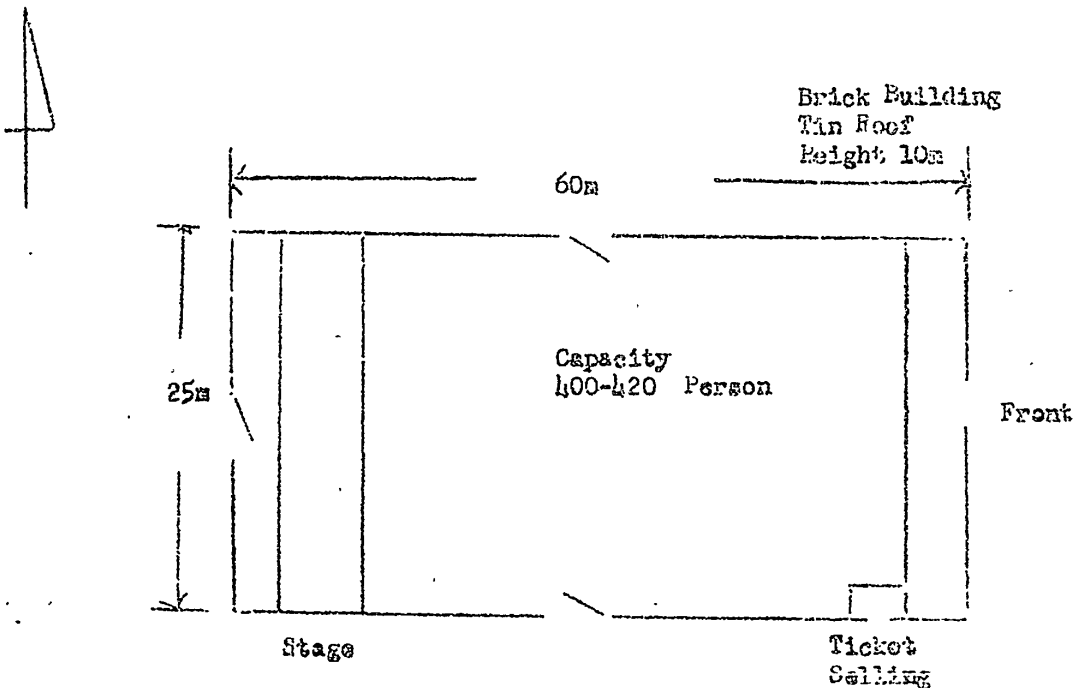 Brick Building
Tin Roof
Height 10m
60m
Capacity
400-420 Person
25m
Front
Stage
Ticket
Selling